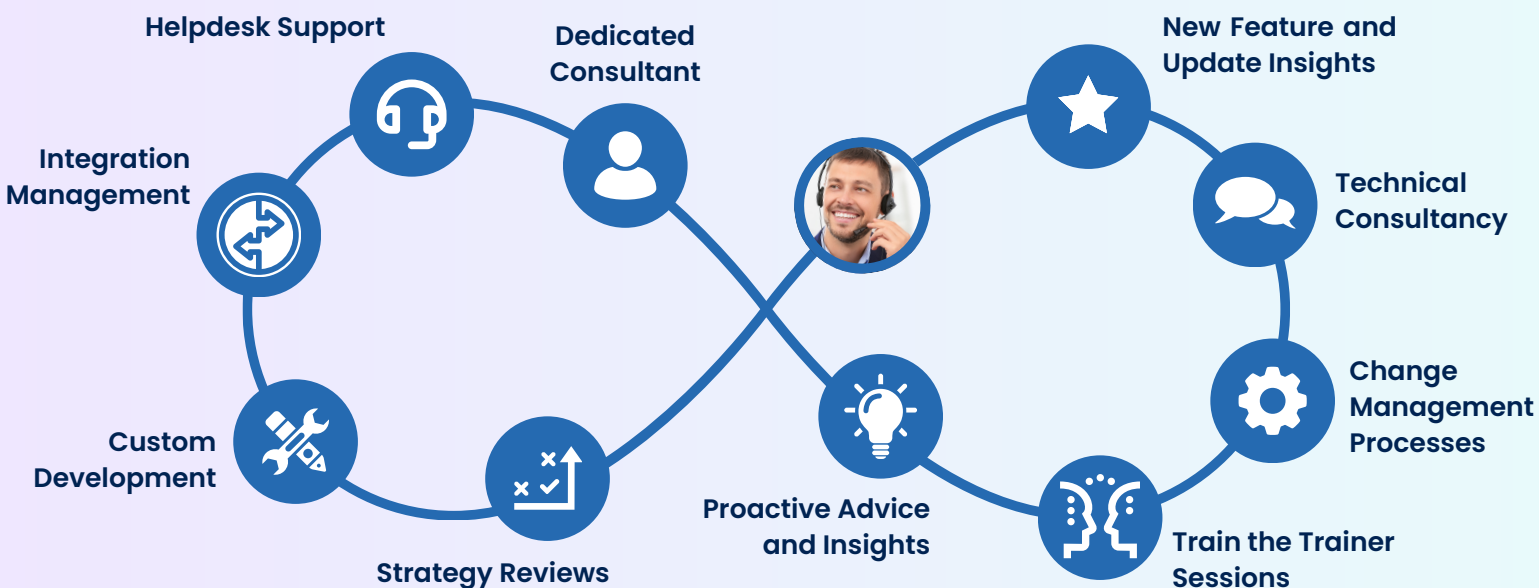 Helpdesk Support
Dedicated
Consultant
New Feature and
Update Insights
Integration
Management
Technical
Consultancy
Change
Management
Processes
Custom
Development
Proactive Advice
and Insights
Train the Trainer
Sessions
Strategy Reviews